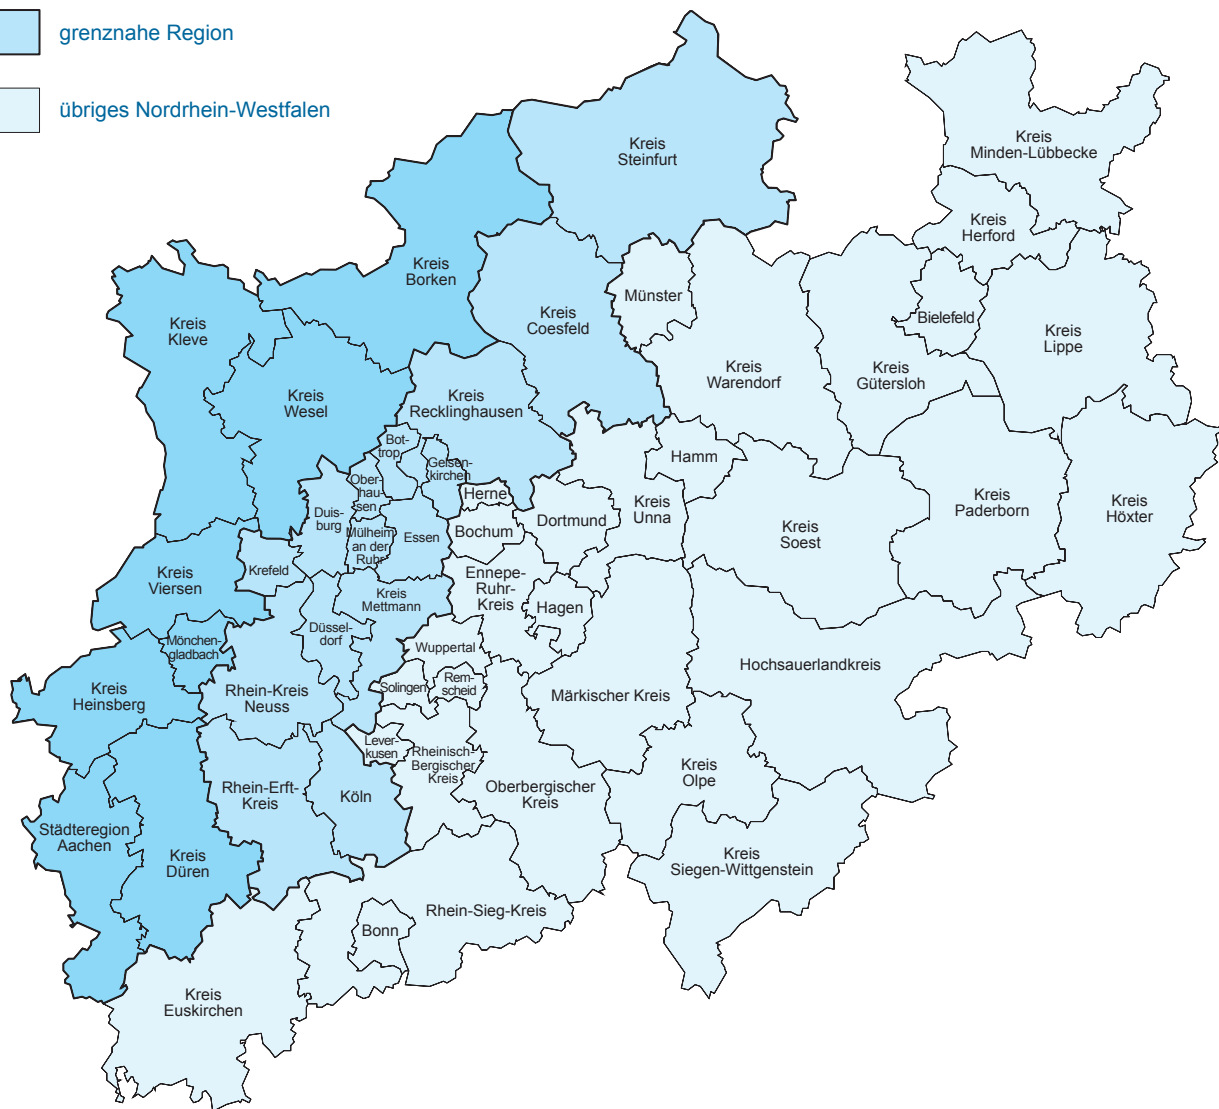 grenznahe Region
übriges Nordrhein-Westfalen
Kreis
Minden-Lübbecke
Kreis
Steinfurt
Kreis
Herford
Kreis
Borken
Münster
Kreis
Coesfeld
Bielefeld
Kreis
Kleve
Kreis
Lippe
Kreis
Warendorf
Kreis
Gütersloh
Kreis
Wesel
Kreis
Recklinghausen
Bot-
trop
Gelsen-
kirchen
Hamm
Ober-
hau-
sen
Herne
Kreis
Unna
Kreis
Paderborn
Kreis
Höxter
Duis-
burg
Dortmund
Kreis
Soest
Mülheim
an der
Ruhr
Essen
Bochum
Krefeld
Kreis
Viersen
Ennepe-
Ruhr-
Kreis
Kreis
Mettmann
Hagen
Düssel-
dorf
Mönchen-
gladbach
Wuppertal
Hochsauerlandkreis
Solingen
Rem-
scheid
Kreis
Heinsberg
Rhein-Kreis
Neuss
Märkischer Kreis
Lever-
kusen
Rheinisch-
Bergischer
Kreis
Kreis
Olpe
Rhein-Erft-
Kreis
Köln
Oberbergischer
Kreis
Städteregion
Aachen
Kreis
Düren
Kreis
Siegen-Wittgenstein
Rhein-Sieg-Kreis
Bonn
Kreis
Euskirchen